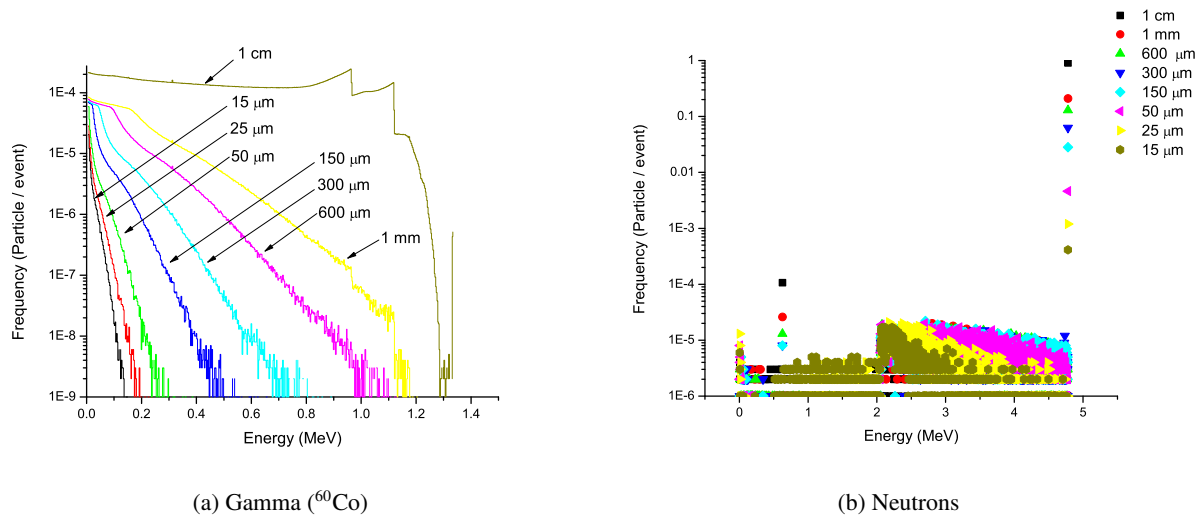 1 cm
15 μm
25 μm
50 μm
150 μm
300 μm
600 μm
1 mm
1E-4
1E-5
1E-6
1E-7
1E-8
1E-9
Frequency (Particle / event)
0.0 0.2 0.4 0.6 0.8 1.0 1.2 1.4
Energy (MeV)
(a) Gamma (⁶⁰Co)
1 cm
1 mm
600 μm
300 μm
150 μm
50 μm
25 μm
15 μm
1
0.1
0.01
1E-3
1E-4
1E-5
1E-6
Frequency (Particle / event)
0 1 2 3 4 5
Energy (MeV)
(b) Neutrons